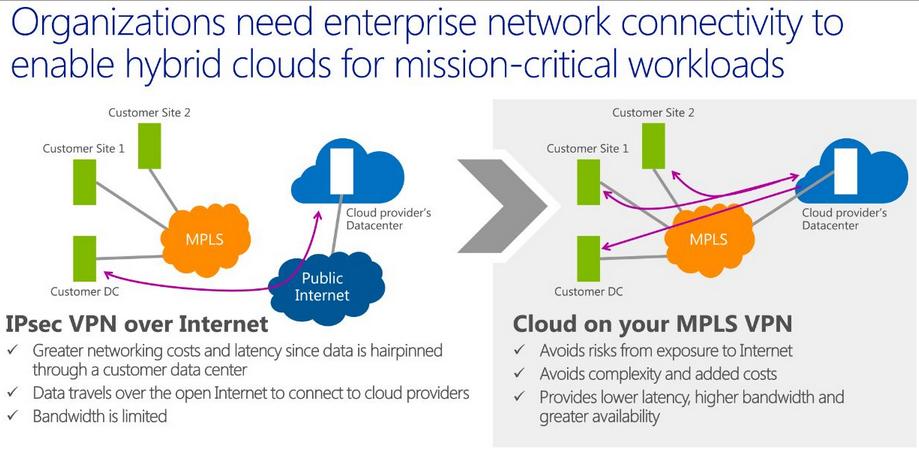 Organizations need enterprise network connectivity to
enable hybrid clouds for mission-critical workloads
Customer Site 2
Customer Site 1
MPLS
Cloud provider's
Datacenter
Public
Internet
Customer DC
IPsec VPN over Internet
✓ Greater networking costs and latency since data is hairpinned
through a customer data center
✓ Data travels over the open Internet to connect to cloud providers
✓ Bandwidth is limited
Customer Site 2
Customer Site 1
MPLS
Cloud provider's
Datacenter
Customer DC
Cloud on your MPLS VPN
✓ Avoids risks from exposure to Internet
✓ Avoids complexity and added costs
✓ Provides lower latency, higher bandwidth and
greater availability